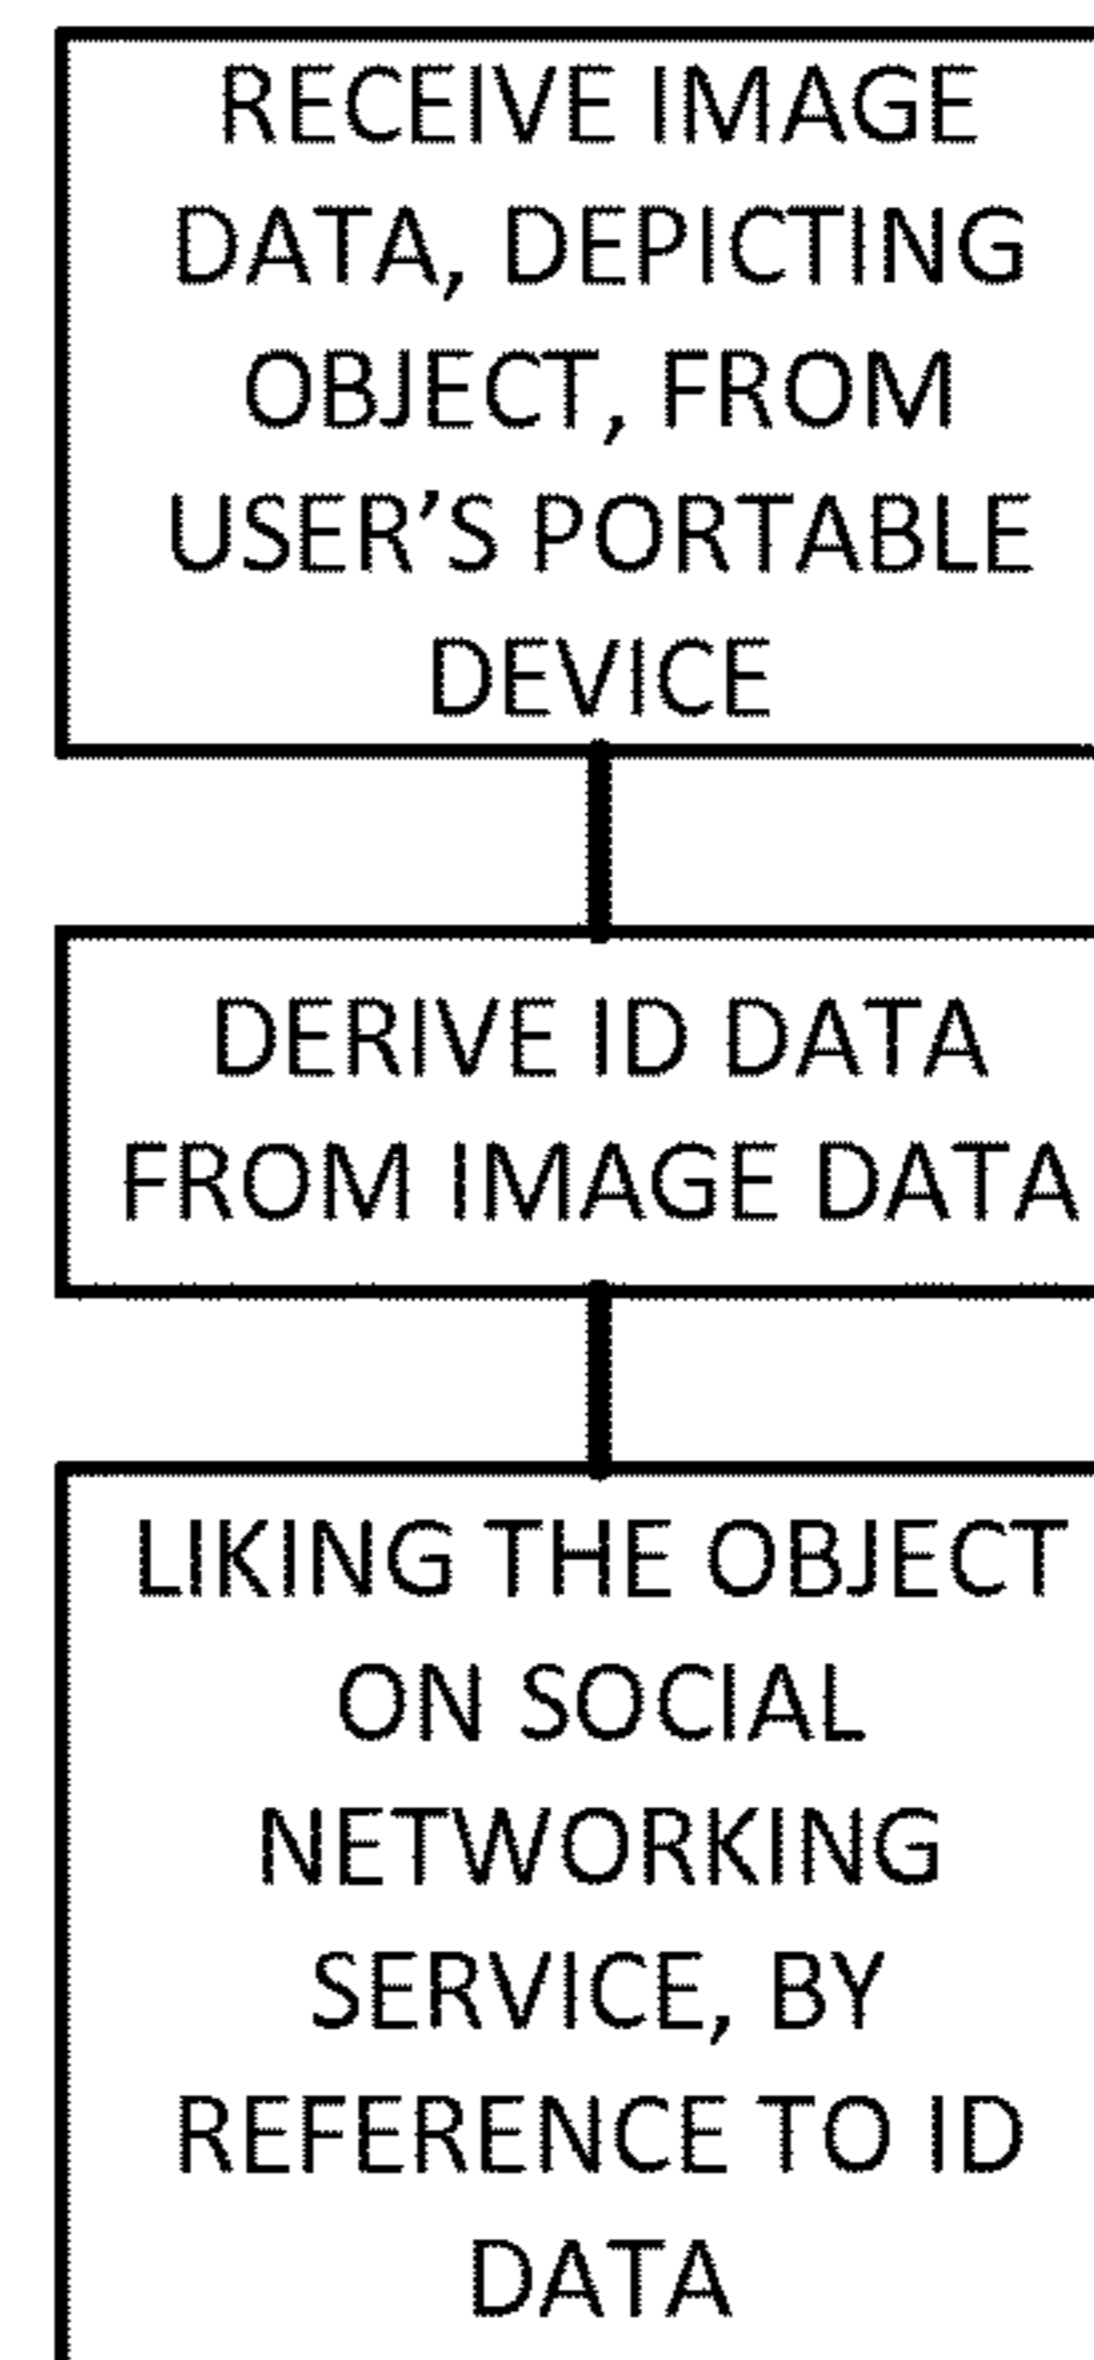 RECEIVE IMAGE
DATA, DEPICTING
OBJECT, FROM
USER’S PORTABLE
DEVICE
DERIVE ID DATA
FROM IMAGE DATA
LIKING THE OBJECT
ON SOCIAL
NETWORKING
SERVICE, BY
REFERENCE TO ID
DATA